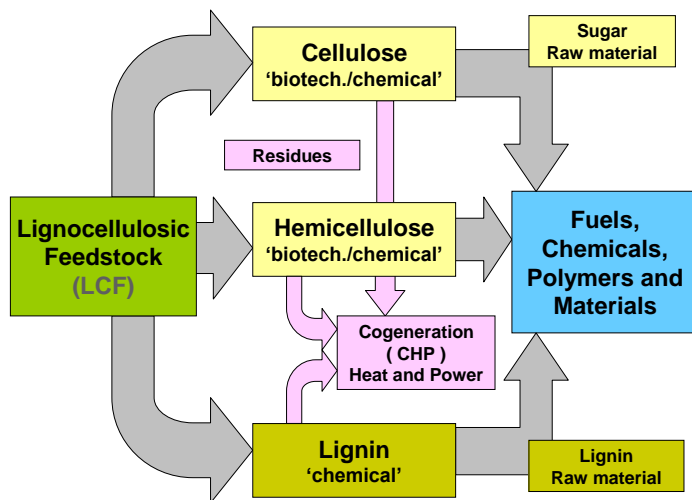 Cellulose
‘biotech./chemical’
Sugar
Raw material
Residues
Lignocellulosic
Feedstock
(LCF)
Hemicellulose
‘biotech./chemical’
Fuels,
Chemicals,
Polymers and
Materials
Cogeneration
( CHP )
Heat and Power
Lignin
‘chemical’
Lignin
Raw material